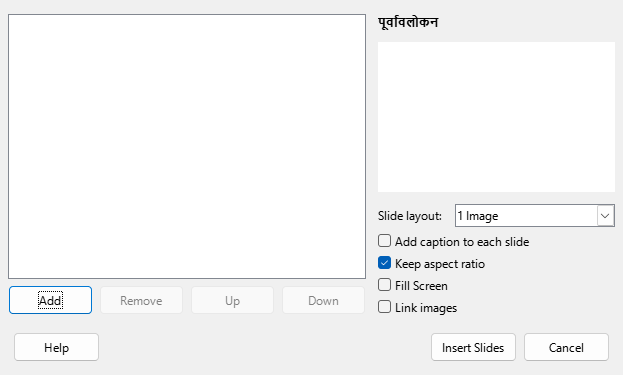 पूर्वावलोकन
Slide layout: 1 Image
Add caption to each slide
Keep aspect ratio
Fill Screen
Link images
Add Remove Up Down
Help Insert Slides Cancel